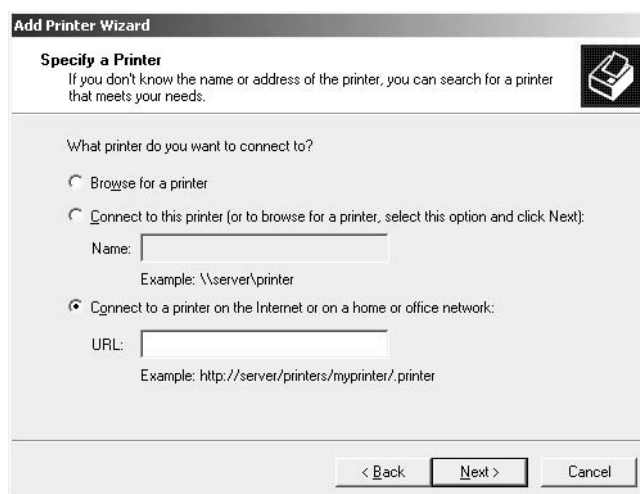 Add Printer Wizard
Specify a Printer
If you don't know the name or address of the printer, you can search for a printer
that meets your needs.
What printer do you want to connect to?
Browse for a printer
Connect to this printer (or to browse for a printer, select this option and click Next):
Name:
Example: \\server\printer
Connect to a printer on the Internet or on a home or office network:
URL:
Example: http://server/printers/myprinter/.printer
< Back Next > Cancel